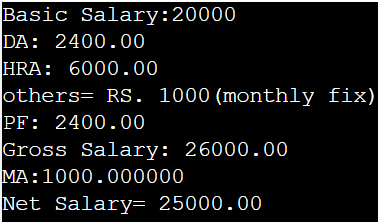 Basic Salary:20000
DA: 2400.00
HRA: 6000.00
others= RS. 1000(monthly fix)
PF: 2400.00
Gross Salary: 26000.00
MA:1000.000000
Net Salary= 25000.00